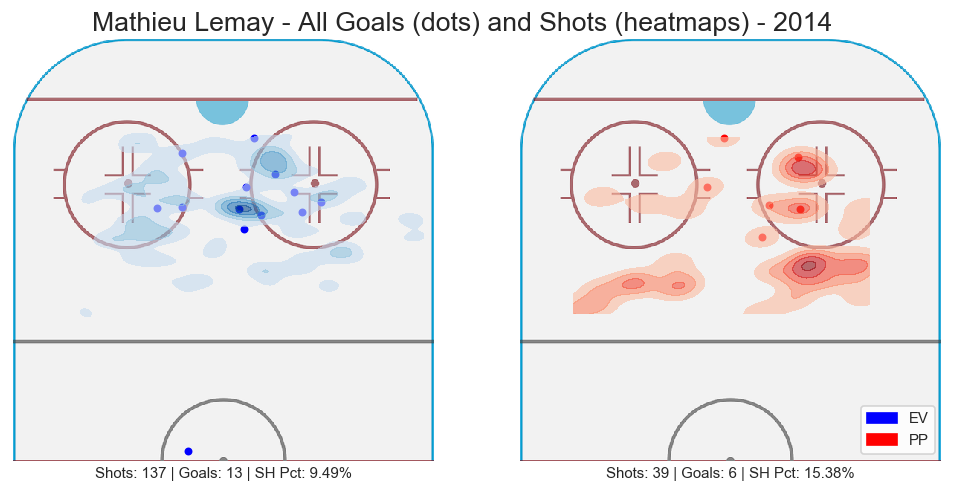 Mathieu Lemay - All Goals (dots) and Shots (heatmaps) - 2014
EV
PP
Shots: 137 | Goals: 13 | SH Pct: 9.49%
Shots: 39 | Goals: 6 | SH Pct: 15.38%